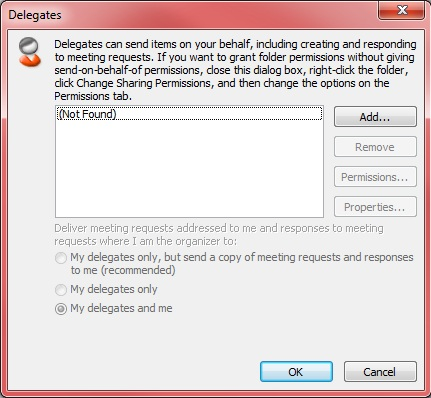 Delegates
Delegates can send items on your behalf, including creating and responding
to meeting requests. If you want to grant folder permissions without giving
send-on-behalf-of permissions, close this dialog box, right-click the folder,
click Change Sharing Permissions, and then change the options on the
Permissions tab.
(Not Found)
Add...
Remove
Permissions...
Properties...
Deliver meeting requests addressed to me and responses to meeting
requests where I am the organizer to:
My delegates only, but send a copy of meeting requests and responses
to me (recommended)
My delegates only
My delegates and me
OK
Cancel